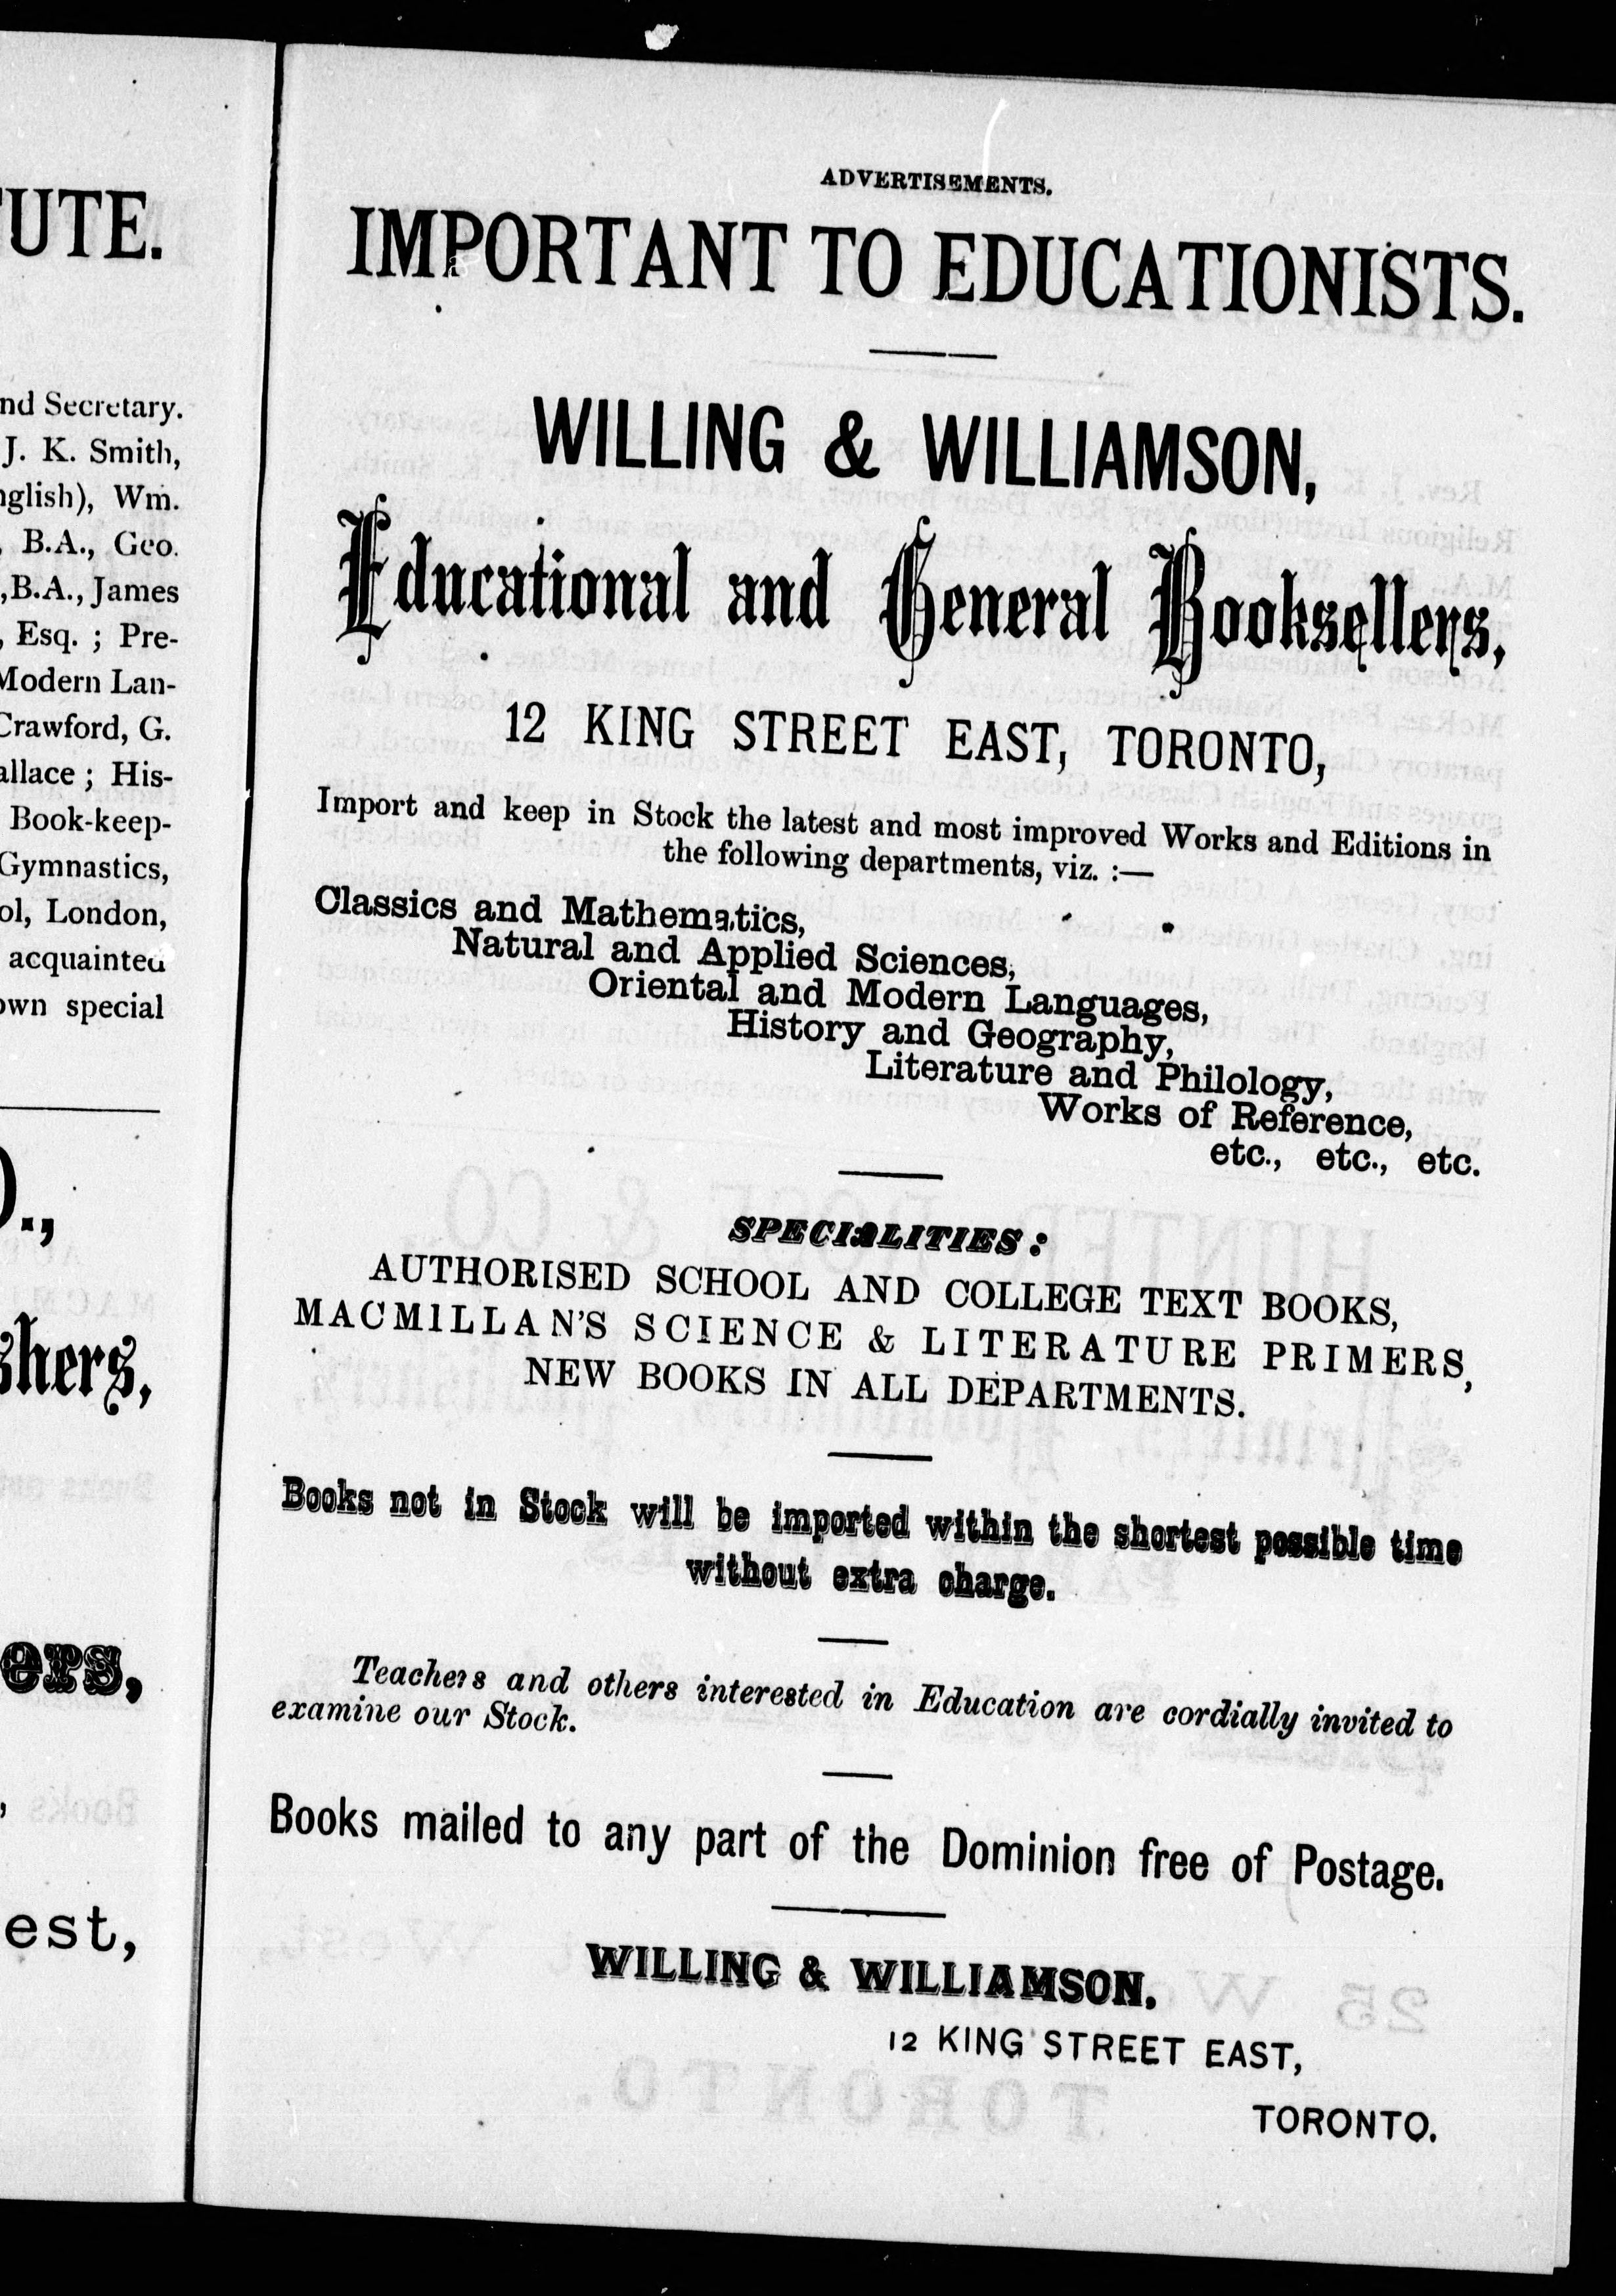 UTE.
nd Secretary.
J. K. Smith,
nglish), Wm.
, B.A., Geo.
,B.A., James
, Esq. ; Pre-
Modern Lan-
Crawford, G.
allace ; His-
Book-keep-
Gymnastics,
ol, London,
acquainted
own special
O.,
shers,
ers,
,
est,
ADVERTISEMENTS.
IMPORTANT TO EDUCATIONISTS.
WILLING & WILLIAMSON,
Educational and General Booksellers,
12 KING STREET EAST, TORONTO,
Import and keep in Stock the latest and most improved Works and Editions in
the following departments, viz. :—
Classics and Mathematics,
Natural and Applied Sciences,
Oriental and Modern Languages,
History and Geography,
Literature and Philology,
Works of Reference,
etc., etc., etc.
SPECIALITIES:
AUTHORISED SCHOOL AND COLLEGE TEXT BOOKS,
MACMILLAN'S SCIENCE & LITERATURE PRIMERS,
NEW BOOKS IN ALL DEPARTMENTS.
Books not in Stock will be imported within the shortest possible time
without extra charge.
Teachers and others interested in Education are cordially invited to
examine our Stock.
Books mailed to any part of the Dominion free of Postage.
WILLING & WILLIAMSON.
12 KING STREET EAST,
TORONTO.